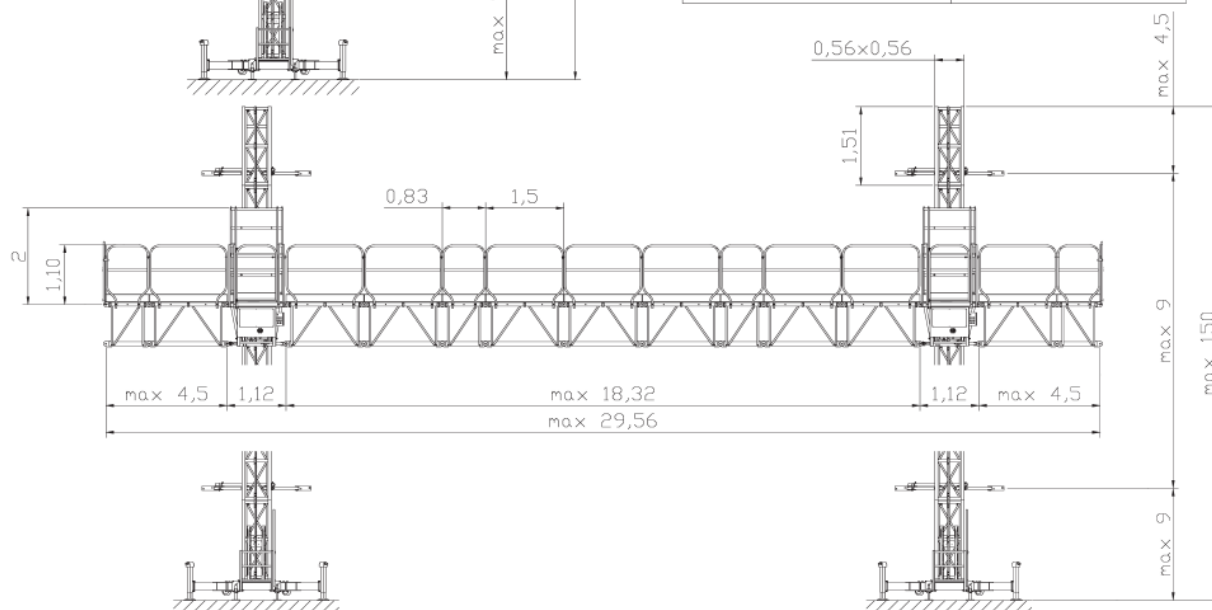 max
max 4,5
0,56x0,56
1,51
0,83
1,5
2
1,10
max 9
max 150
max 4,5
1,12
max 18,32
1,12
max 4,5
max 29,56
max 9